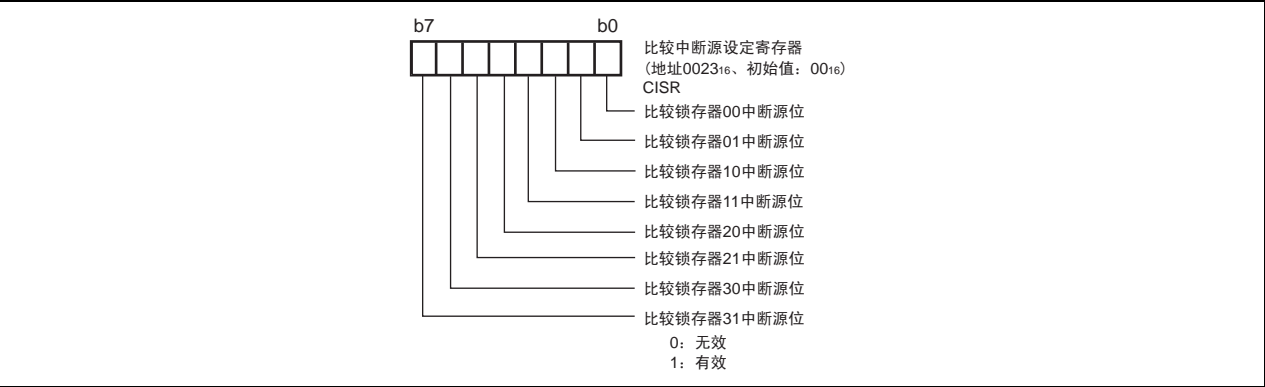 b7 b0
比较中断源设定寄存器
(地址0023₁₆、初始值：00₁₆)
CISR
比较锁存器00中断源位
比较锁存器01中断源位
比较锁存器10中断源位
比较锁存器11中断源位
比较锁存器20中断源位
比较锁存器21中断源位
比较锁存器30中断源位
比较锁存器31中断源位
0：无效
1：有效